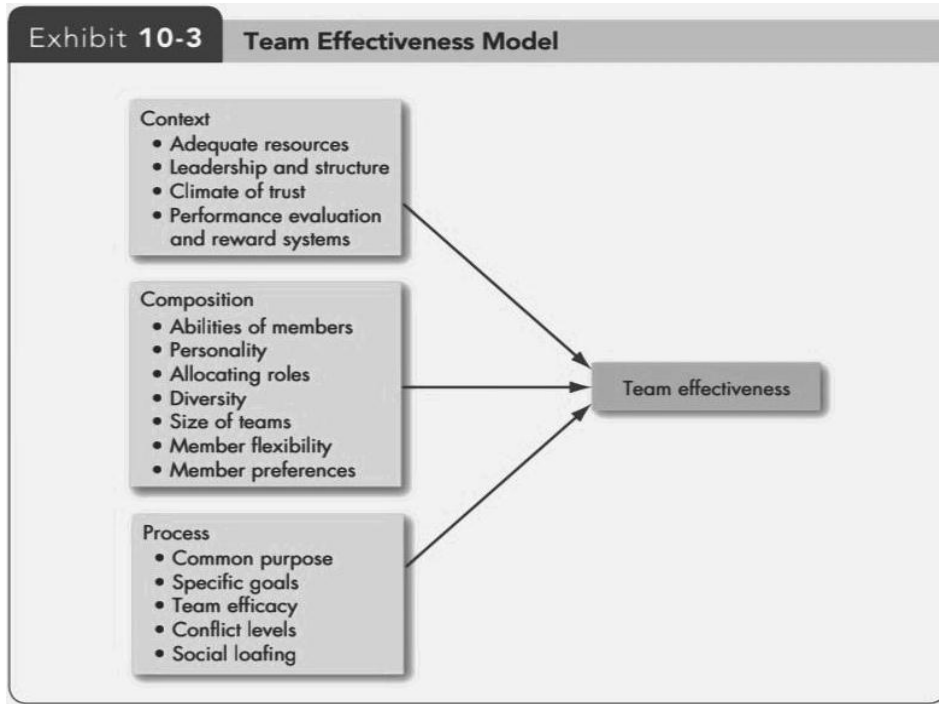 Exhibit 10-3 Team Effectiveness Model
Context
• Adequate resources
• Leadership and structure
• Climate of trust
• Performance evaluation
and reward systems
Composition
• Abilities of members
• Personality
• Allocating roles
• Diversity
• Size of teams
• Member flexibility
• Member preferences
Team effectiveness
Process
• Common purpose
• Specific goals
• Team efficacy
• Conflict levels
• Social loafing